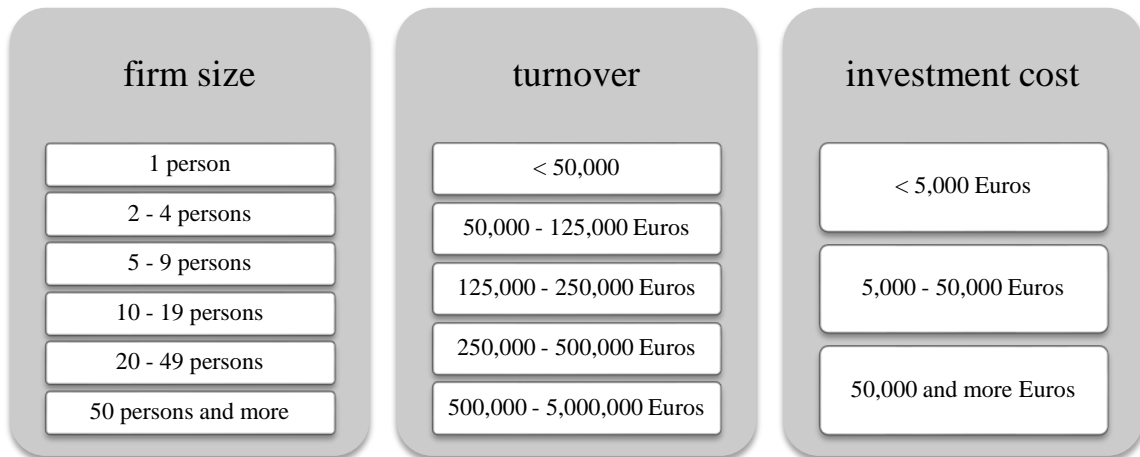 firm size
1 person
2 - 4 persons
5 - 9 persons
10 - 19 persons
20 - 49 persons
50 persons and more
turnover
< 50,000
50,000 - 125,000 Euros
125,000 - 250,000 Euros
250,000 - 500,000 Euros
500,000 - 5,000,000 Euros
investment cost
< 5,000 Euros
5,000 - 50,000 Euros
50,000 and more Euros